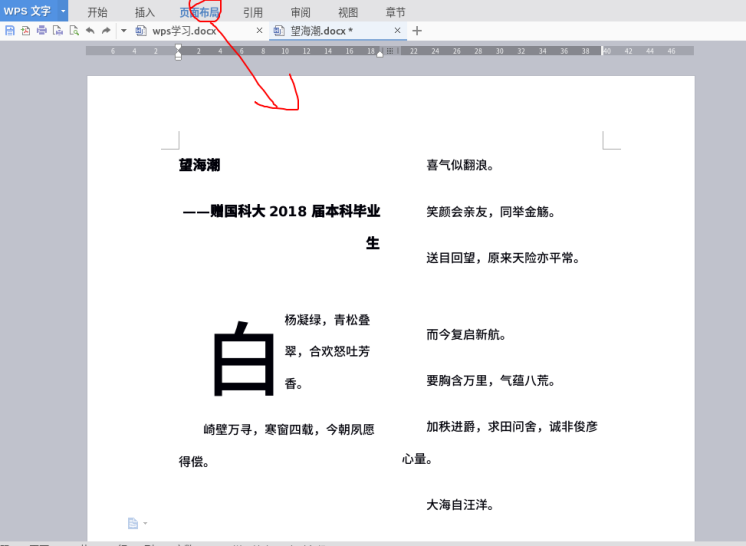 WPS 文字
开始
插入
页面布局
引用
审阅
视图
章节
wps学习.docx
望海潮.docx *
6 4 2 2 4 6 8 10 12 14 16 18 22 24 26 28 30 32 34 36 38 40 42 44 46
望海潮
——赠国科大 2018 届本科毕业
生
白
杨凝绿，青松叠
翠，合欢怒吐芳
香。
崎壁万寻，寒窗四载，今朝夙愿
得偿。
喜气似翻浪。
笑颜会亲友，同举金觞。
送目回望，原来天险亦平常。
而今复启新航。
要胸含万里，气蕴八荒。
加秩进爵，求田问舍，诚非俊彦
心量。
大海自汪洋。